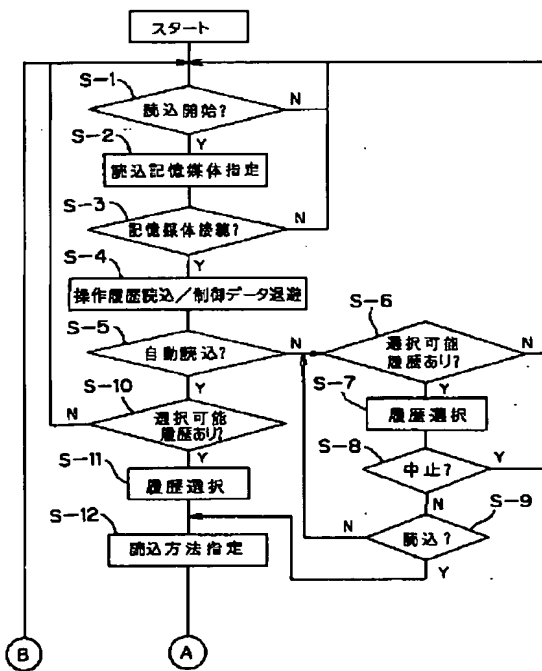 スタート
S-1
読込開始?
N
Y
S-2
読込記憶媒体指定
S-3
記憶媒体接続?
N
Y
S-4
操作履歴読込/制御データ退避
S-5
自動読込?
N
Y
S-6
選択可能
履歴あり?
N
Y
S-7
履歴選択
S-8
中止?
Y
N
S-9
読込?
N
Y
S-10
選択可能
履歴あり?
N
Y
S-11
履歴選択
S-12
読込方法指定
B
A